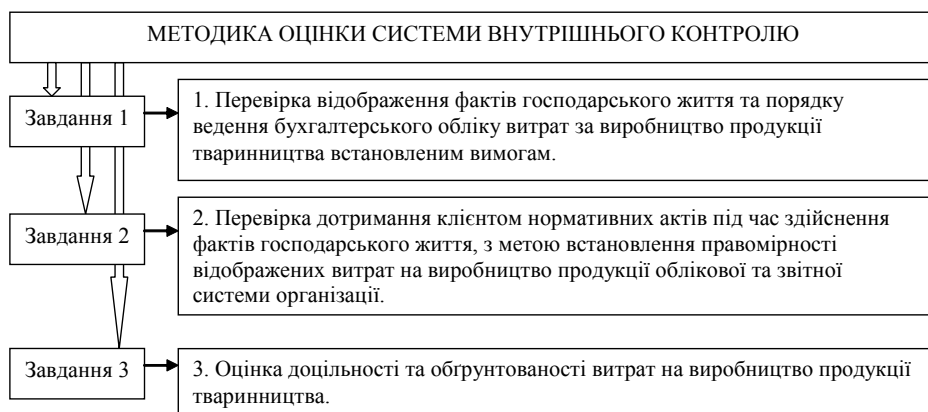 МЕТОДИКА ОЦІНКИ СИСТЕМИ ВНУТРІШНЬОГО КОНТРОЛЮ
Завдання 1
1. Перевірка відображення фактів господарського життя та порядку
ведення бухгалтерського обліку витрат за виробництво продукції
тваринництва встановленим вимогам.
Завдання 2
2. Перевірка дотримання клієнтом нормативних актів під час здійснення
фактів господарського життя, з метою встановлення правомірності
відображених витрат на виробництво продукції облікової та звітної
системи організації.
Завдання 3
3. Оцінка доцільності та обґрунтованості витрат на виробництво продукції
тваринництва.